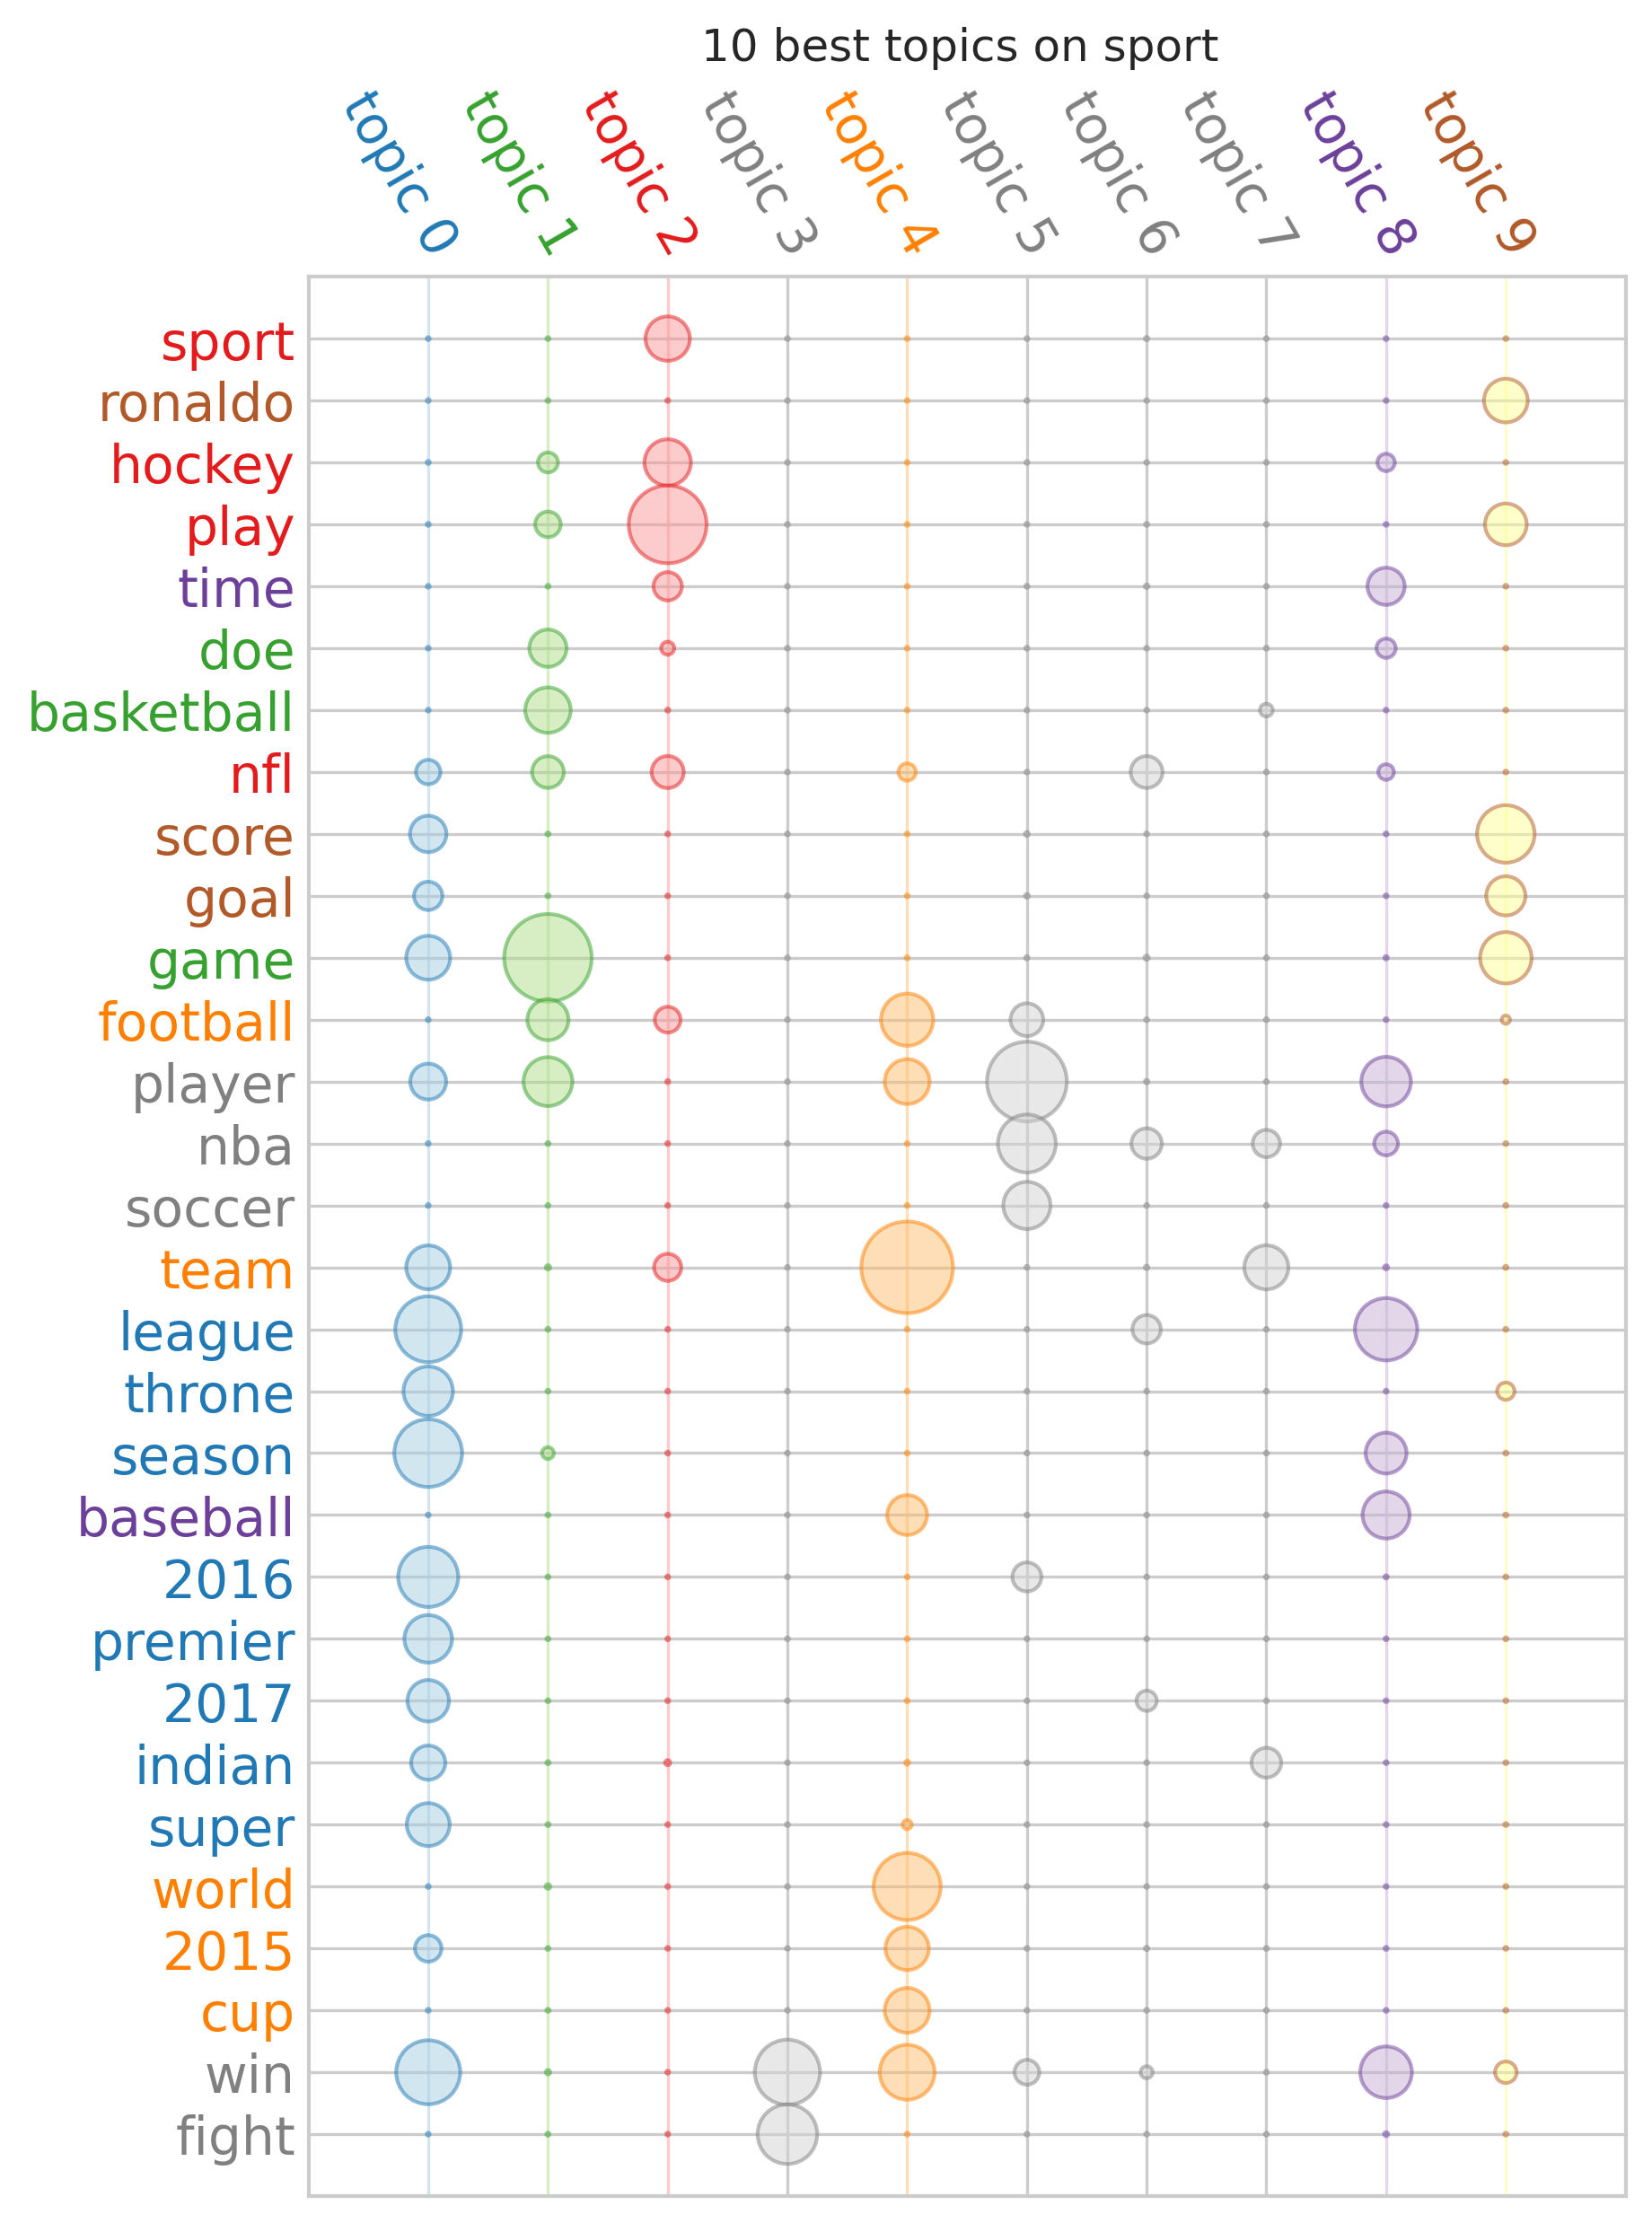 10 best topics on sport
topic 0
topic 1
topic 2
topic 3
topic 4
topic 5
topic 6
topic 7
topic 8
topic 9
sport
ronaldo
hockey
play
time
doe
basketball
nfl
score
goal
game
football
player
nba
soccer
team
league
throne
season
baseball
2016
premier
2017
indian
super
world
2015
cup
win
fight